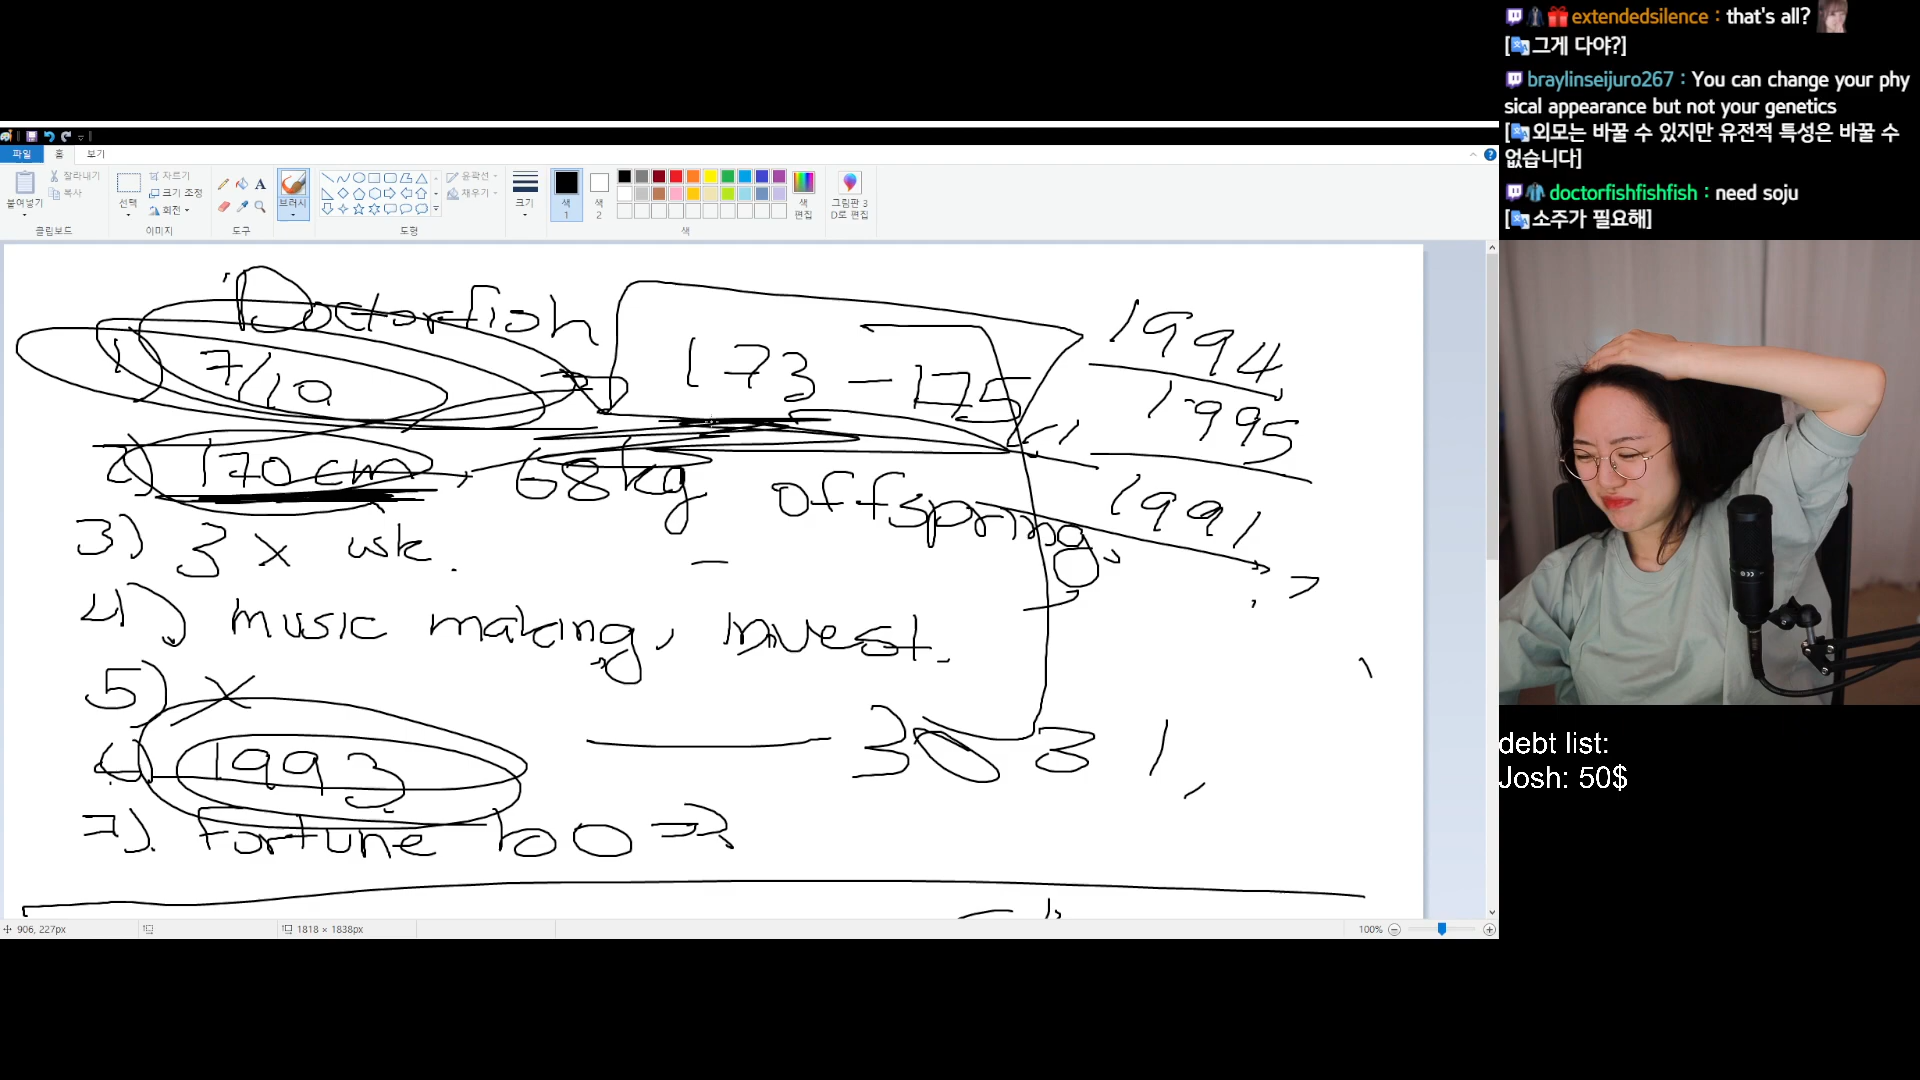 extendedsilence : that's all?
[그게 다야?]
braylinseijuro267 : You can change your phy
sical appearance but not your genetics
[외모는 바꿀 수 있지만 유전적 특성은 바꿀 수
없습니다]
doctorfishfishfish : need soju
[소주가 필요해]
파일 홈 보기
붙여넣기 잘라내기 복사
선택 자르기 크기 조정 회전
A
브러시
윤곽선 채우기
크기
색 1
색 2
색 편집
그림판 3D로 편집
클립보드 이미지 도구 도형 색
Doctorfish
1) 7/10 173 - 175
1994
1995
1991
2) 170cm, 68kg offspring
3) 3 x wk.
4) music making, invest.
5) X
6) 1993 30 31,
7). Fortune
906, 227px 1818 × 1838px 100%
debt list:
Josh: 50$